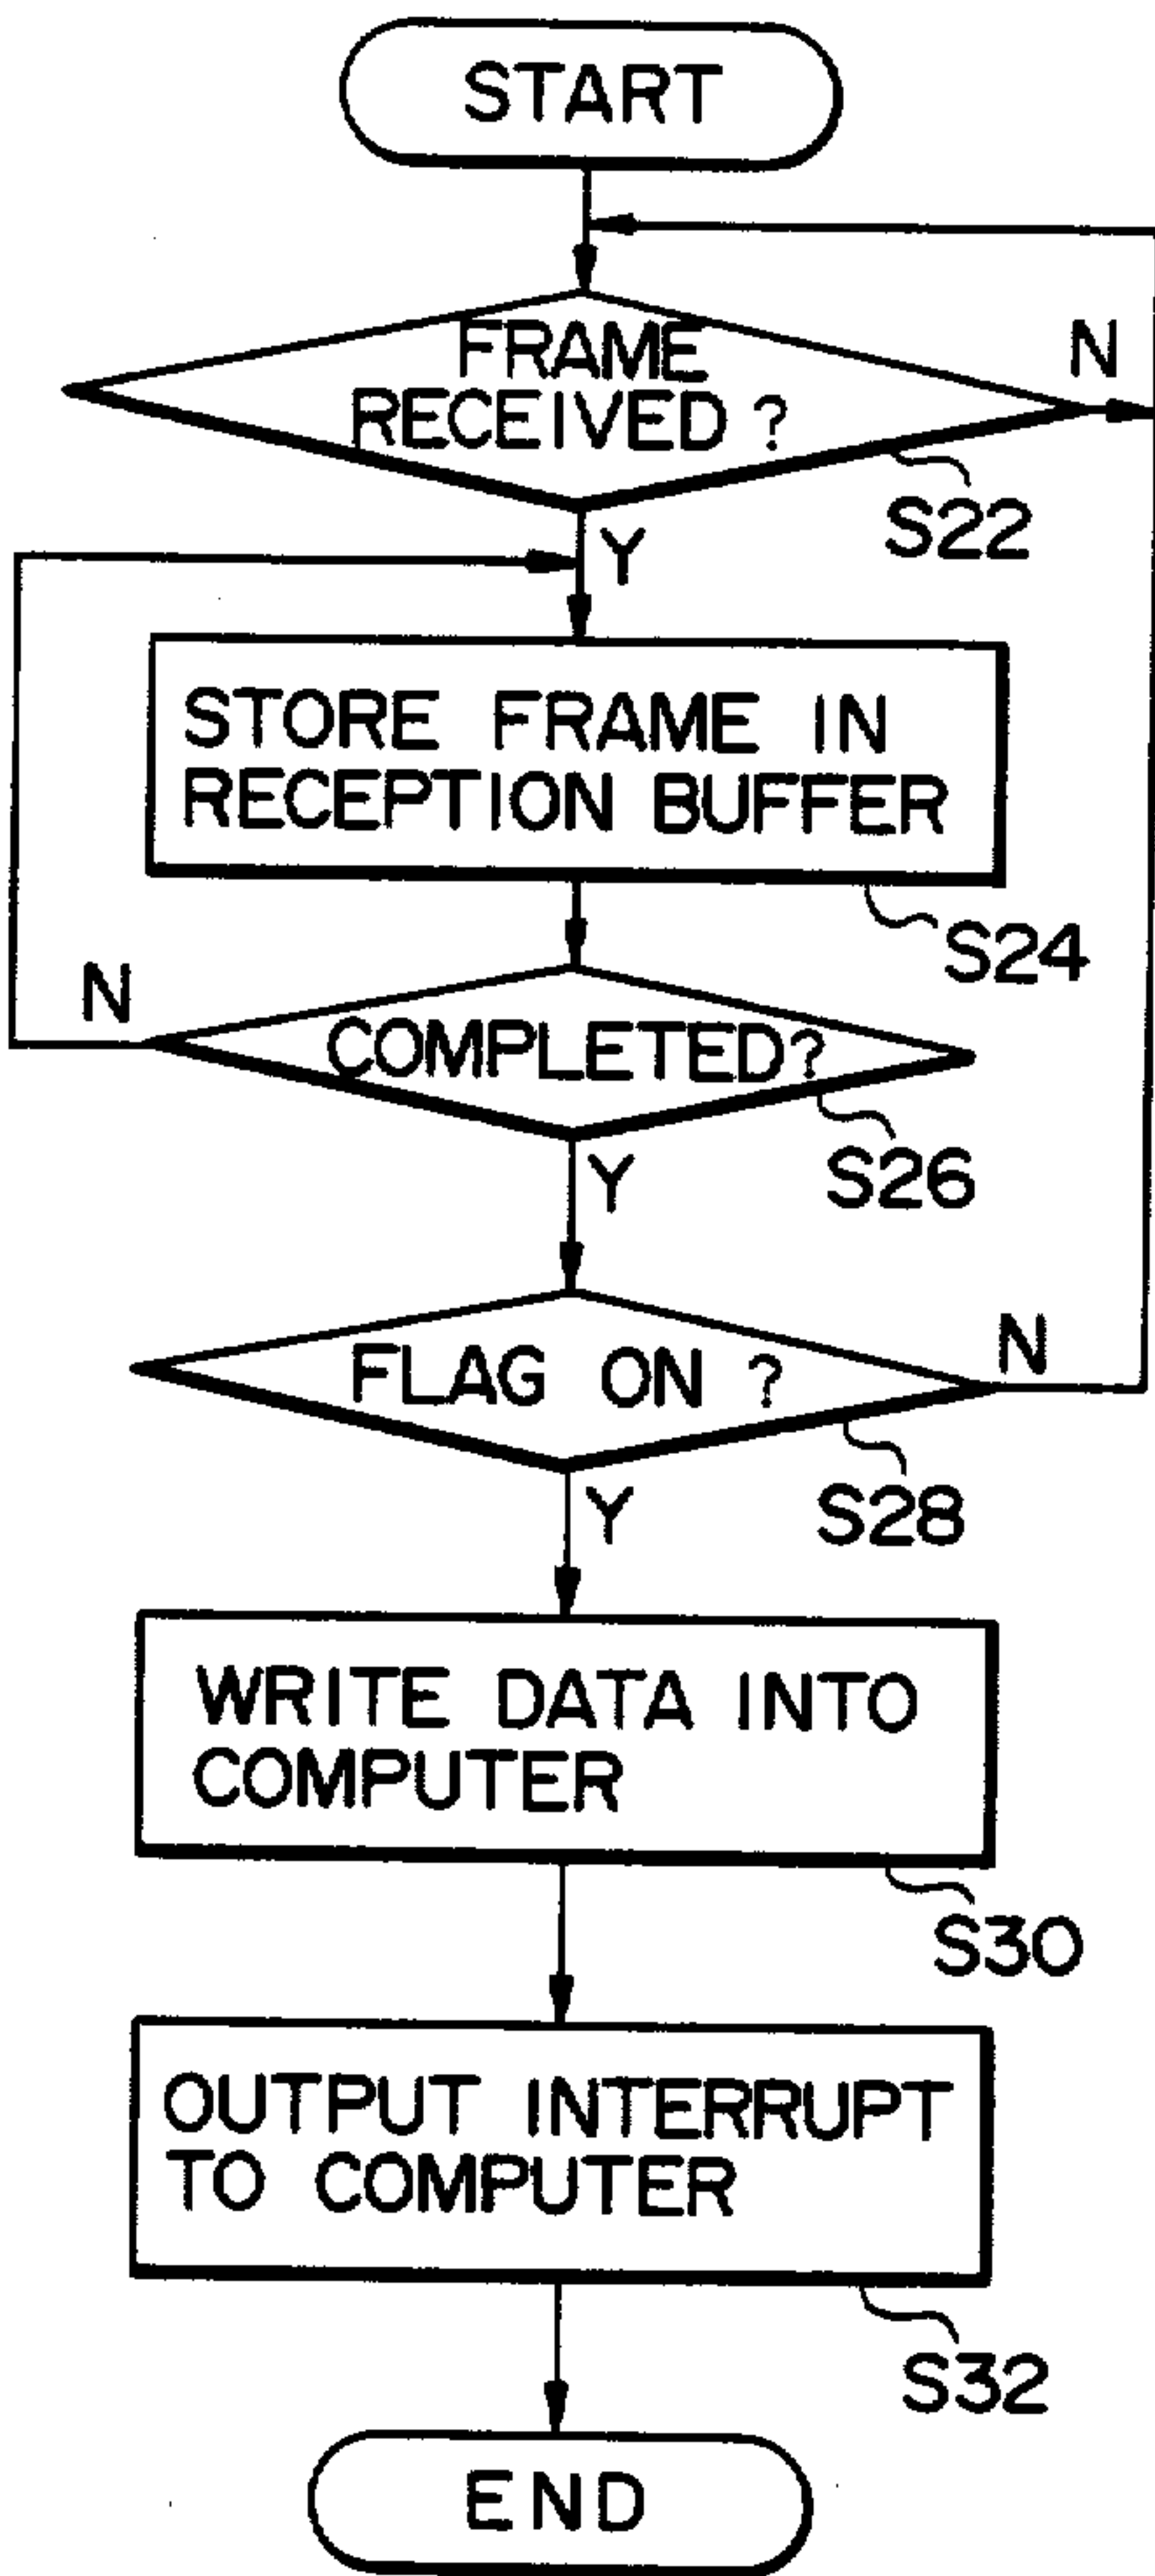 START
FRAME
RECEIVED ?
N
S22
Y
STORE FRAME IN
RECEPTION BUFFER
S24
N
COMPLETED?
S26
Y
FLAG ON ?
N
S28
Y
WRITE DATA INTO
COMPUTER
S30
OUTPUT INTERRUPT
TO COMPUTER
S32
END